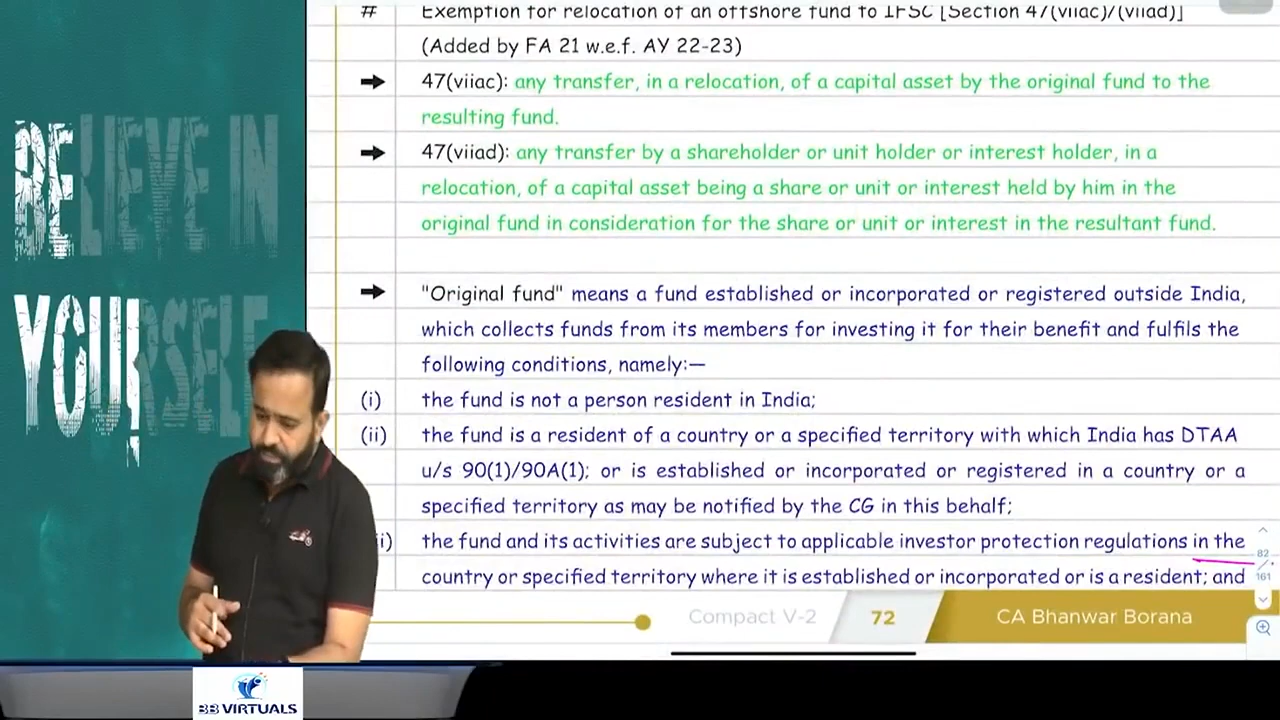 # Exemption for relocation of an offshore fund to IFSC [Section 47(viiac)/(viiad)]
(Added by FA 21 w.e.f. AY 22-23)
➡ 47(viiac): any transfer, in a relocation, of a capital asset by the original fund to the
resulting fund.
➡ 47(viiad): any transfer by a shareholder or unit holder or interest holder, in a
relocation, of a capital asset being a share or unit or interest held by him in the
original fund in consideration for the share or unit or interest in the resultant fund.
➡ "Original fund" means a fund established or incorporated or registered outside India,
which collects funds from its members for investing it for their benefit and fulfils the
following conditions, namely:—
(i) the fund is not a person resident in India;
(ii) the fund is a resident of a country or a specified territory with which India has DTAA
u/s 90(1)/90A(1); or is established or incorporated or registered in a country or a
specified territory as may be notified by the CG in this behalf;
ii) the fund and its activities are subject to applicable investor protection regulations in the
country or specified territory where it is established or incorporated or is a resident; and
Compact V-2 72 CA Bhanwar Borana
82
161
BELIEVE IN
YOURSELF
BB VIRTUALS